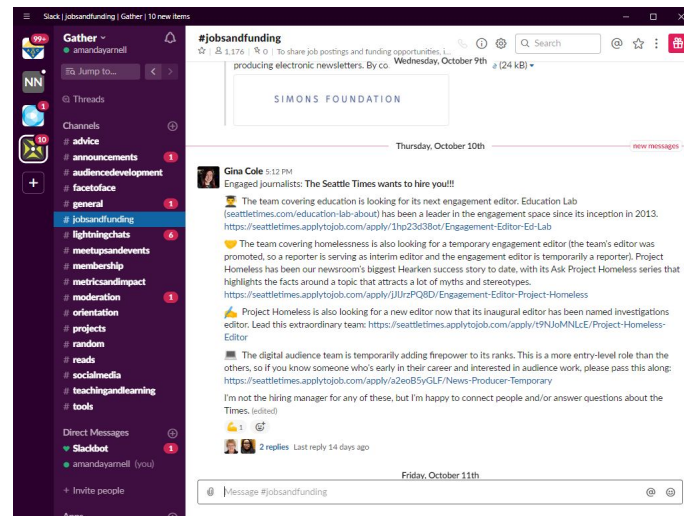 Slack | jobsandfunding | Gather | 10 new items
99+
NN
1
10
Gather
amandayarnell
Jump to...
Threads
Channels
# advice
# announcements 1
# audiencedevelopment
# facetoface
# general 1
# jobsandfunding
# lightningchats 6
# meetupsandevents
# membership
# metricsandimpact
# moderation 1
# orientation
# projects
# random
# reads
# socialmedia
# teachingandlearning
# tools
Direct Messages
Slackbot 1
amandayarnell (you)
+ Invite people
Apps
#jobsandfunding
1,176 | 0 | To share job postings and funding opportunities, i...
Search
producing electronic newsletters. By co
Wednesday, October 9th
(24 kB)
SIMONS FOUNDATION
Thursday, October 10th
new messages
Gina Cole 5:12 PM
Engaged journalists: The Seattle Times wants to hire you!!!
The team covering education is looking for its next engagement editor. Education Lab
(seattletimes.com/education-lab-about) has been a leader in the engagement space since its inception in 2013.
https://seattletimes.applytojob.com/apply/1hp23d38ot/Engagement-Editor-Ed-Lab
The team covering homelessness is also looking for a temporary engagement editor (the team's editor was
promoted, so a reporter is serving as interim editor and the engagement editor is temporarily a reporter). Project
Homeless has been our newsroom's biggest Hearken success story to date, with its Ask Project Homeless series that
highlights the facts around a topic that attracts a lot of myths and stereotypes.
https://seattletimes.applytojob.com/apply/jJUrzPQ8D/Engagement-Editor-Project-Homeless
Project Homeless is also looking for a new editor now that its inaugural editor has been named investigations
editor. Lead this extraordinary team: https://seattletimes.applytojob.com/apply/t9NJoMNLcE/Project-Homeless-
Editor
The digital audience team is temporarily adding firepower to its ranks. This is a more entry-level role than the
others, so if you know someone who's early in their career and interested in audience work, please pass this along:
https://seattletimes.applytojob.com/apply/a2eoB5yGLF/News-Producer-Temporary
I'm not the hiring manager for any of these, but I'm happy to connect people and/or answer questions about the
Times. (edited)
1
2 replies Last reply 14 days ago
Friday, October 11th
Message #jobsandfunding